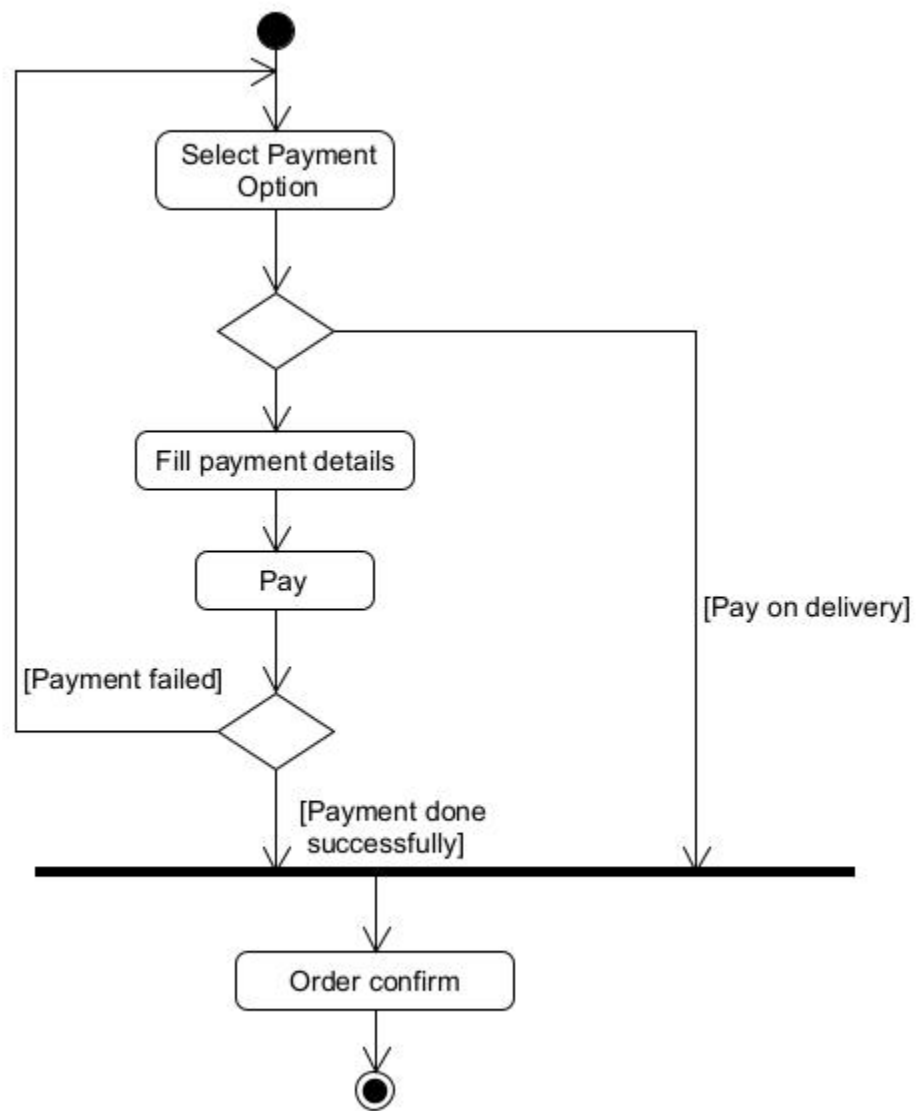 Select Payment
Option
Fill payment details
Pay
[Pay on delivery]
[Payment failed]
[Payment done
successfully]
Order confirm